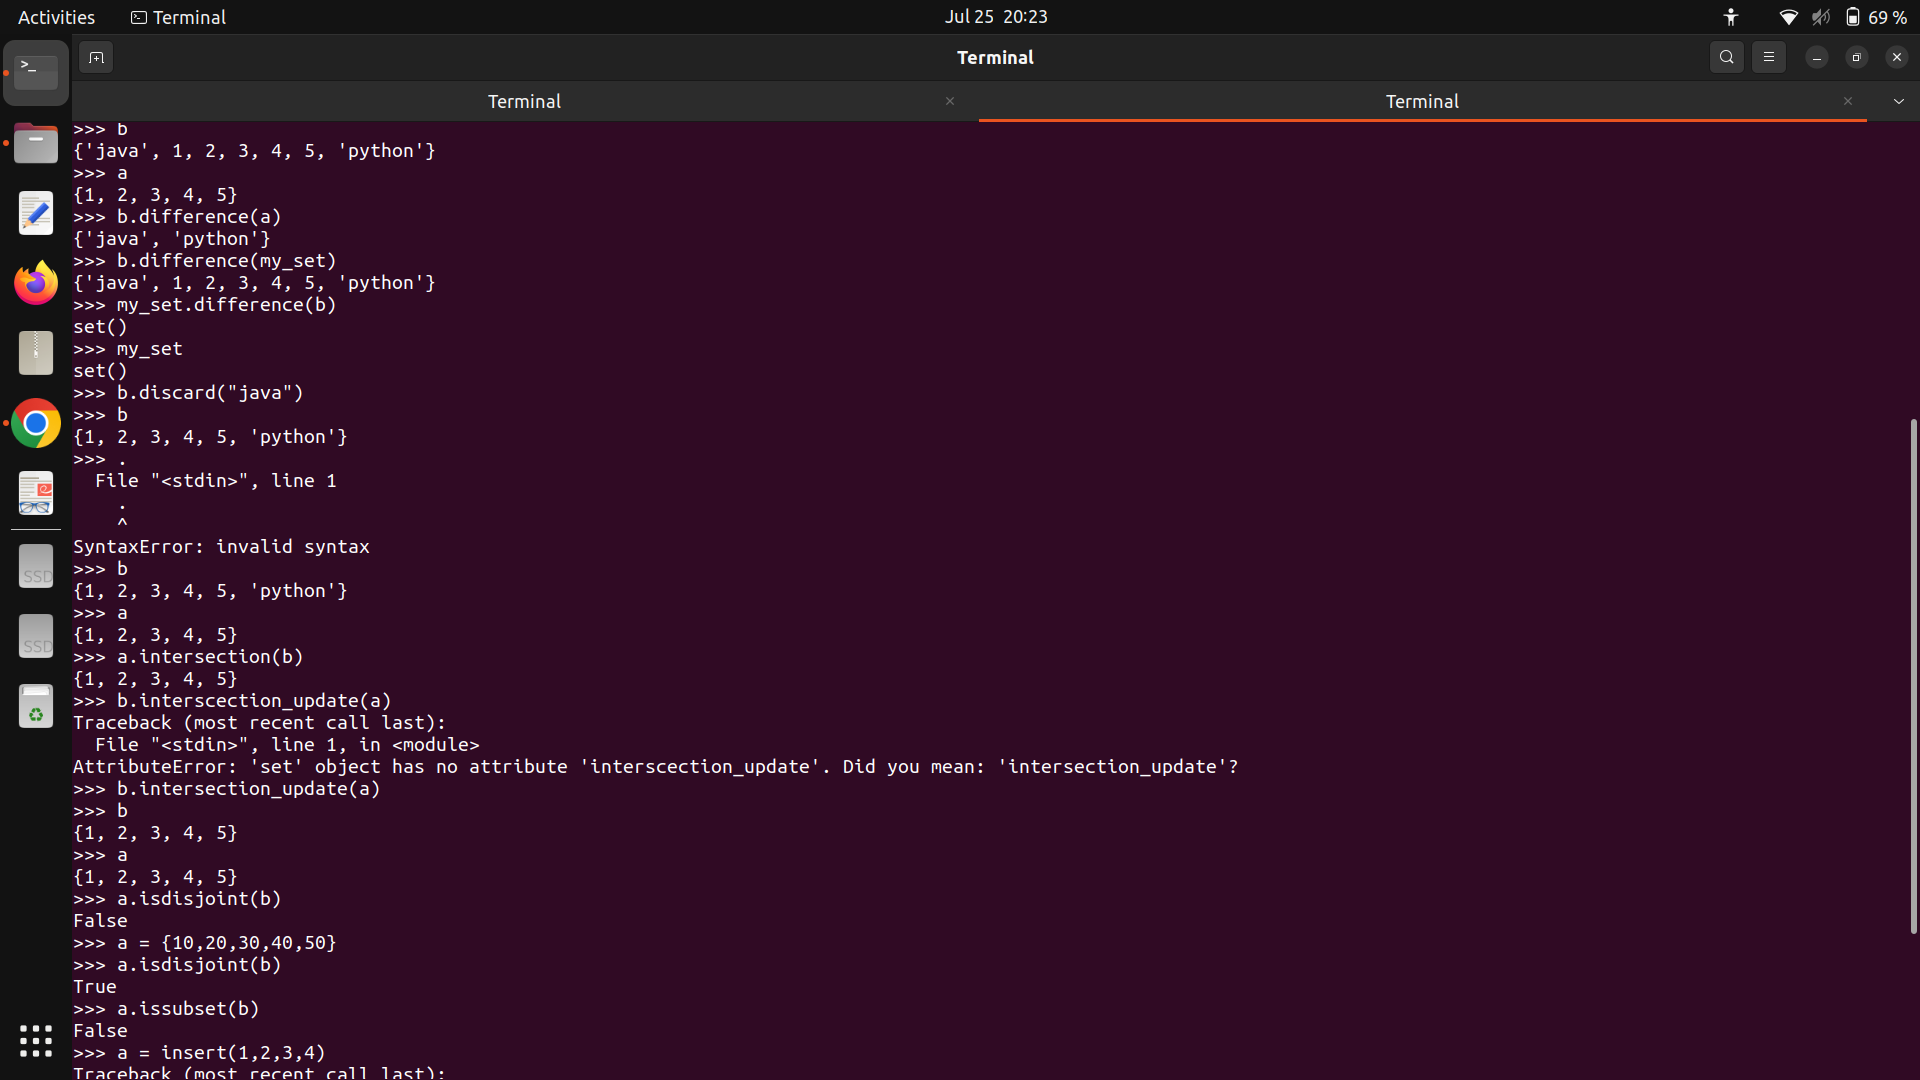 Activities
Terminal
Jul 25 20:23
69 %
Terminal
Terminal
Terminal
>>> b
{'java', 1, 2, 3, 4, 5, 'python'}
>>> a
{1, 2, 3, 4, 5}
>>> b.difference(a)
{'java', 'python'}
>>> b.difference(my_set)
{'java', 1, 2, 3, 4, 5, 'python'}
>>> my_set.difference(b)
set()
>>> my_set
set()
>>> b.discard("java")
>>> b
{1, 2, 3, 4, 5, 'python'}
>>> .
  File "<stdin>", line 1
    .
    ^
SyntaxError: invalid syntax
>>> b
{1, 2, 3, 4, 5, 'python'}
>>> a
{1, 2, 3, 4, 5}
>>> a.intersection(b)
{1, 2, 3, 4, 5}
>>> b.interscection_update(a)
Traceback (most recent call last):
  File "<stdin>", line 1, in <module>
AttributeError: 'set' object has no attribute 'interscection_update'. Did you mean: 'intersection_update'?
>>> b.intersection_update(a)
>>> b
{1, 2, 3, 4, 5}
>>> a
{1, 2, 3, 4, 5}
>>> a.isdisjoint(b)
False
>>> a = {10,20,30,40,50}
>>> a.isdisjoint(b)
True
>>> a.issubset(b)
False
>>> a = insert(1,2,3,4)
Traceback (most recent call last):
SSD
SSD